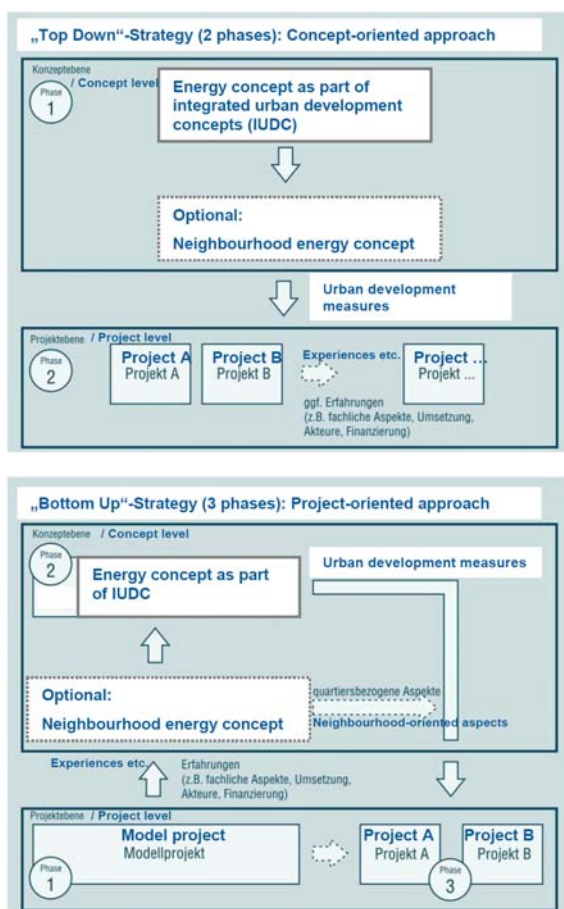 „Top Down“-Strategy (2 phases): Concept-oriented approach
Konzeptebene / Concept level
Phase
1
Energy concept as part of
integrated urban development
concepts (IUDC)
Optional:
Neighbourhood energy concept
Urban development
measures
Projektebene / Project level
Phase
2
Project A
Projekt A
Project B
Projekt B
Experiences etc.
ggf. Erfahrungen
(z.B. fachliche Aspekte, Umsetzung,
Akteure, Finanzierung)
Project ...
Projekt ...
„Bottom Up“-Strategy (3 phases): Project-oriented approach
Konzeptebene / Concept level
Phase
2
Energy concept as part
of IUDC
Urban development measures
Optional:
Neighbourhood energy concept
quartiersbezogene Aspekte
Neighbourhood-oriented aspects
Experiences etc.
Erfahrungen
(z.B. fachliche Aspekte, Umsetzung,
Akteure, Finanzierung)
Projektebene / Project level
Model project
Modellprojekt
Phase
1
Project A
Projekt A
Project B
Projekt B
Phase
3